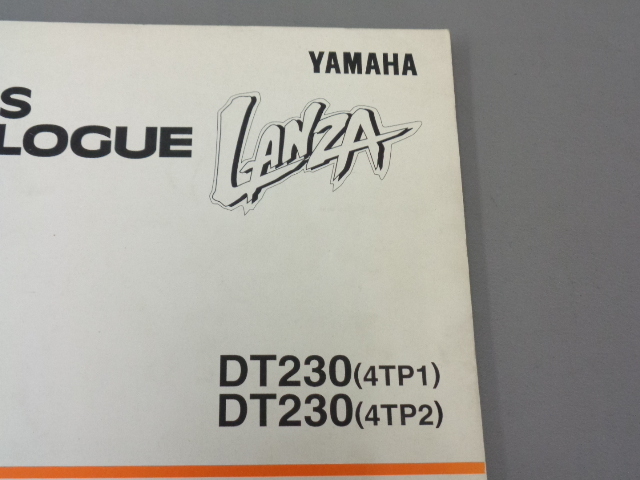 YAMAHA
S
LOGUE
LANZA
DT230(4TP1)
DT230(4TP2)